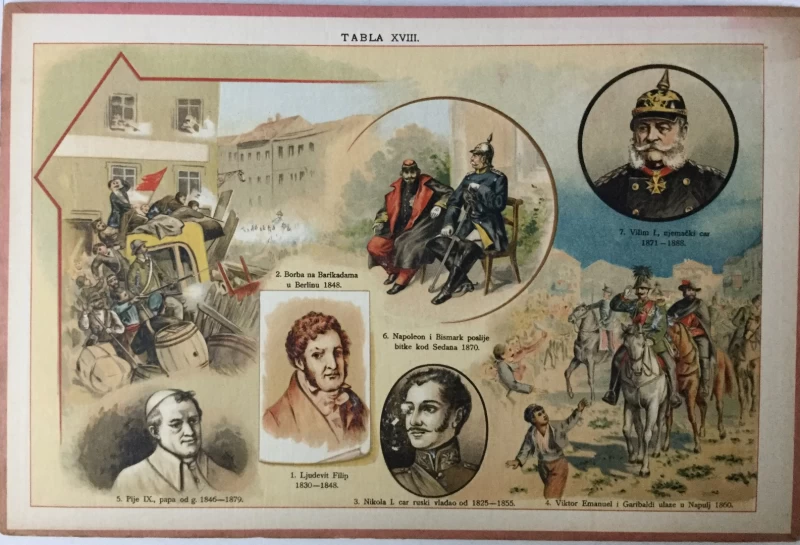 TABLA XVIII.
2. Borba na Barikadama
u Berlinu 1848.
7. Vilim I., njemački car
1871—1888.
6. Napoleon i Bismark poslije
bitke kod Sedana 1870.
1. Ljudevit Filip
1830—1848.
5. Pije IX., papa od g. 1846—1879.
3. Nikola I. car ruski vladao od 1825—1855.
4. Viktor Emanuel i Garibaldi ulaze u Napulj 1860.